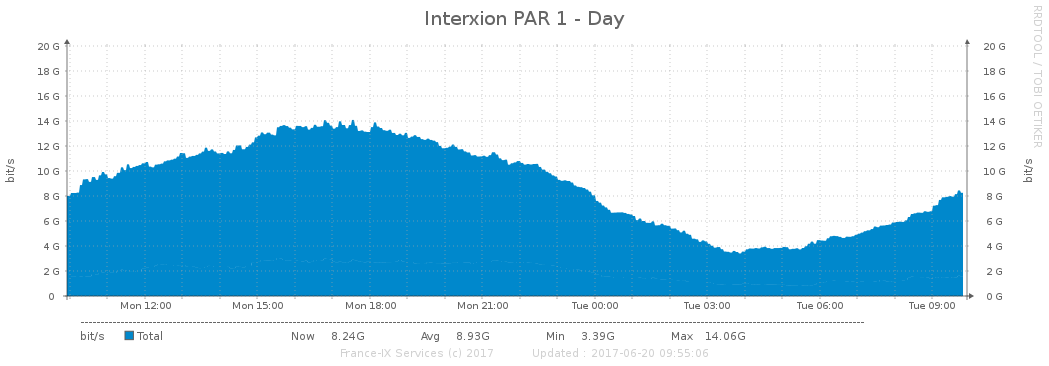 Interxion PAR 1 - Day
RRDTOOL / TOBI OETIKER
bit/s
20 G 20 G
18 G 18 G
16 G 16 G
14 G 14 G
12 G 12 G
10 G 10 G
8 G 8 G
6 G 6 G
4 G 4 G
2 G 2 G
0 0 G
bit/s
Mon 12:00 Mon 15:00 Mon 18:00 Mon 21:00 Tue 00:00 Tue 03:00 Tue 06:00 Tue 09:00
bit/s Total Now 8.24G Avg 8.93G Min 3.39G Max 14.06G
France-IX Services (c) 2017 Updated : 2017-06-20 09:55:06